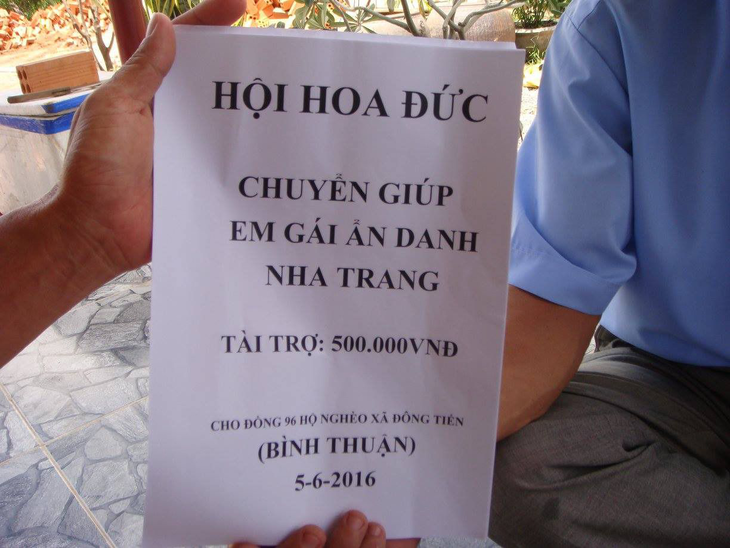 HỘI HOA ĐỨC
CHUYỂN GIÚP
EM GÁI ẨN DANH
NHA TRANG
TÀI TRỢ: 500.000VNĐ
CHO ĐỒNG 96 HỘ NGHÈO XÃ ĐÔNG TIẾN
(BÌNH THUẬN)
5-6-2016